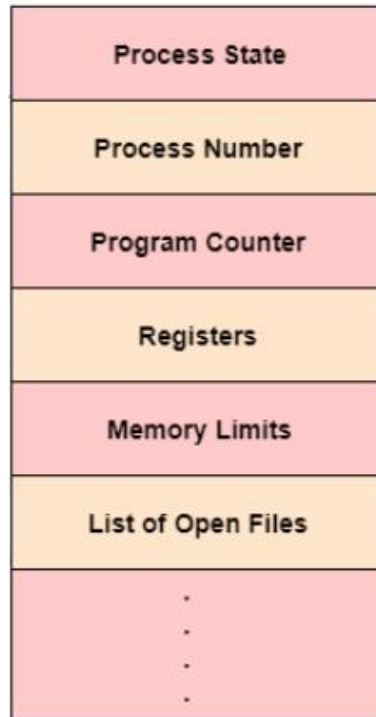 Process State
Process Number
Program Counter
Registers
Memory Limits
List of Open Files
.
.
.
.